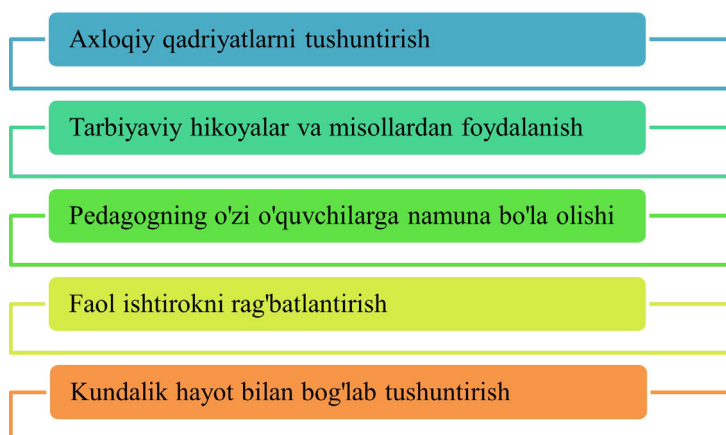 Axloqiy qadriyatlarni tushuntirish
Tarbiyaviy hikoyalar va misollardan foydalanish
Pedagogning o'zi o'quvchilarga namuna bo'la olishi
Faol ishtirokni rag'batlantirish
Kundalik hayot bilan bog'lab tushuntirish